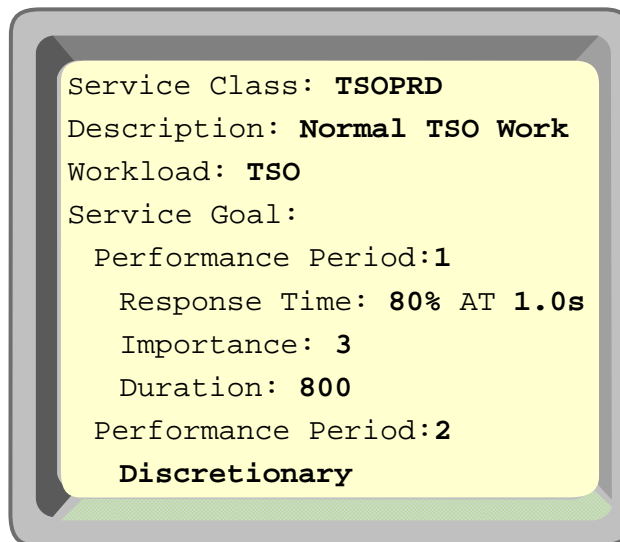 Service Class: TSOPRD
Description: Normal TSO Work
Workload: TSO
Service Goal:
Performance Period:1
Response Time: 80% AT 1.0s
Importance: 3
Duration: 800
Performance Period:2
Discretionary